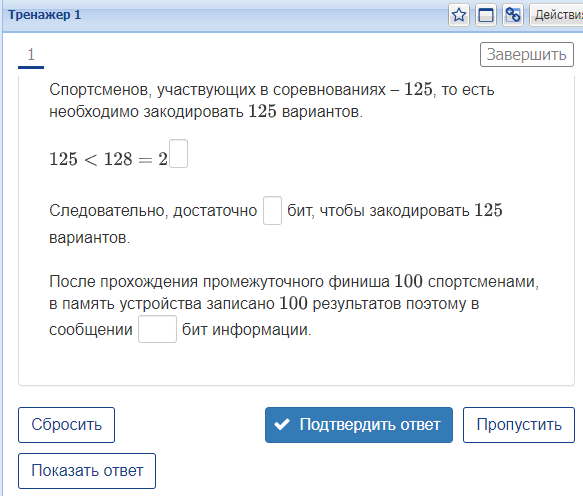 Тренажер 1
Действи
1
Завершить
Спортсменов, участвующих в соревнованиях – 125, то есть
необходимо закодировать 125 вариантов.
125 < 128 = 2
Следовательно, достаточно бит, чтобы закодировать 125
вариантов.
После прохождения промежуточного финиша 100 спортсменами,
в память устройства записано 100 результатов поэтому в
сообщении бит информации.
Сбросить
Подтвердить ответ
Пропустить
Показать ответ